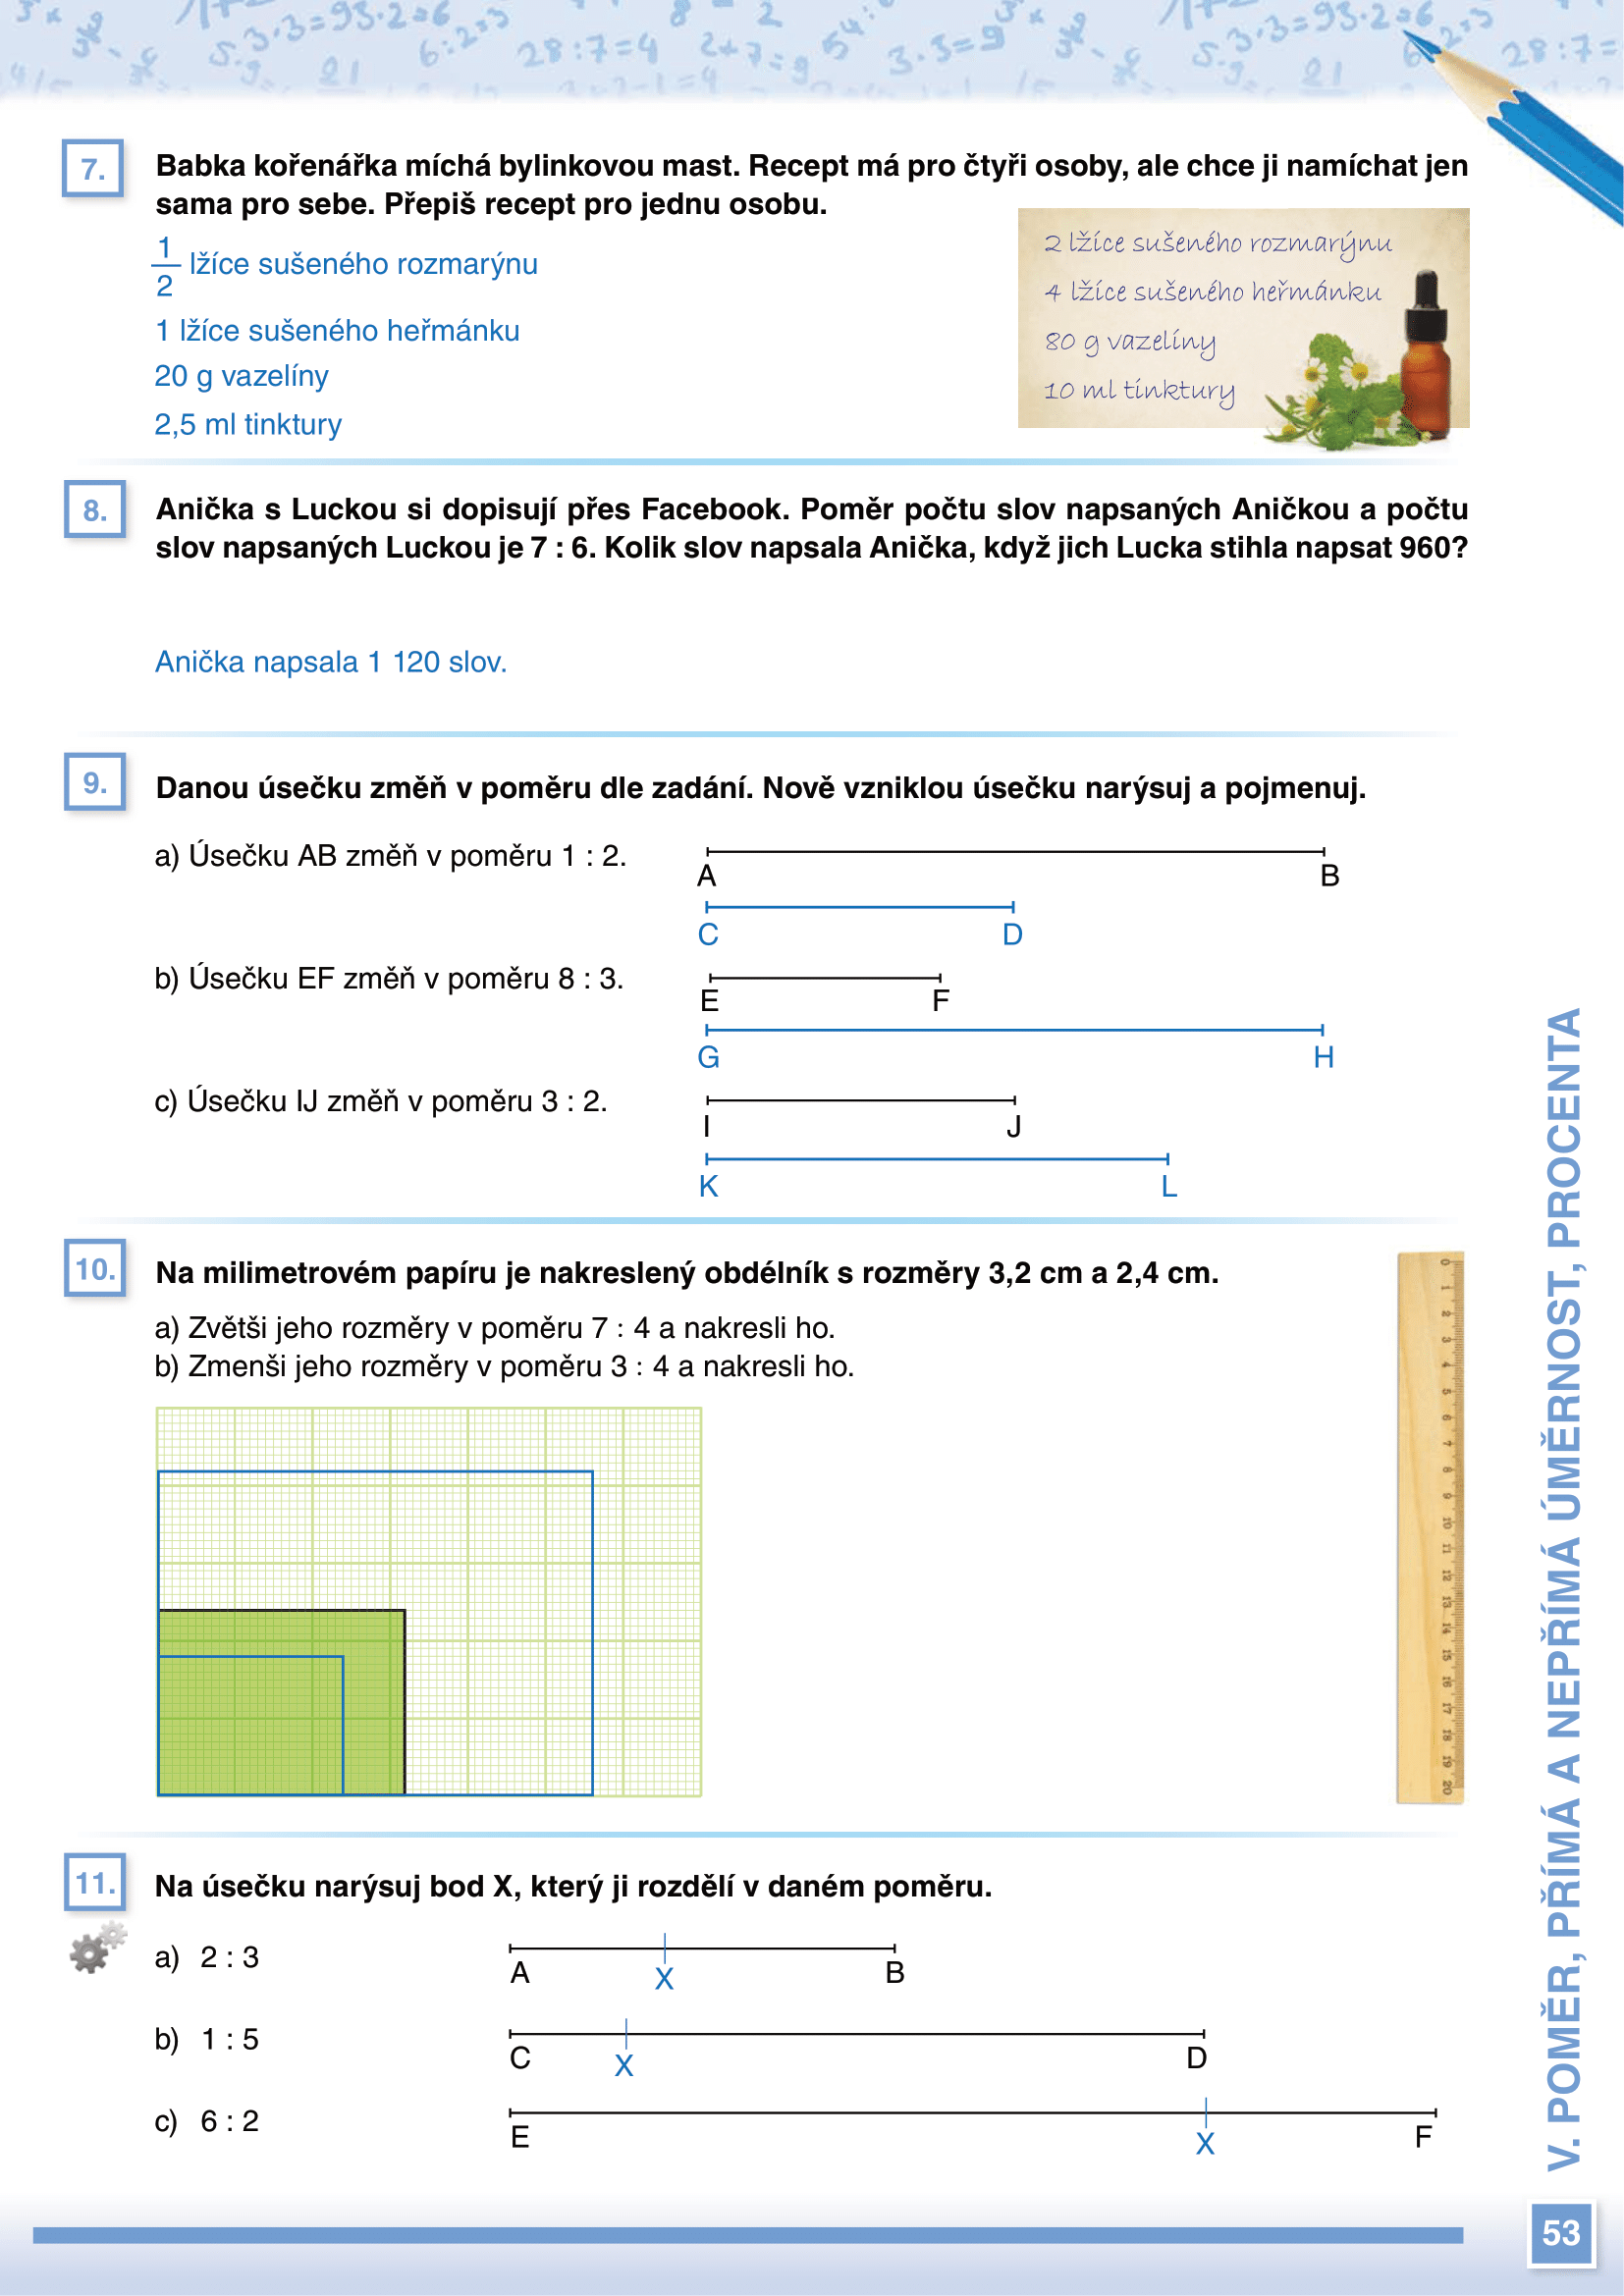 7.
Babka kořenářka míchá bylinkovou mast. Recept má pro čtyři osoby, ale chce ji namíchat jen
sama pro sebe. Přepiš recept pro jednu osobu.
1
2
lžíce sušeného rozmarýnu
1 lžíce sušeného heřmánku
20 g vazelíny
2,5 ml tinktury
2 lžíce sušeného rozmarýnu
4 lžíce sušeného heřmánku
80 g vazelíny
10 ml tinktury
8.
Anička s Luckou si dopisují přes Facebook. Poměr počtu slov napsaných Aničkou a počtu
slov napsaných Luckou je 7 : 6. Kolik slov napsala Anička, když jich Lucka stihla napsat 960?
Anička napsala 1 120 slov.
9.
Danou úsečku změň v poměru dle zadání. Nově vzniklou úsečku narýsuj a pojmenuj.
a) Úsečku AB změň v poměru 1 : 2.
A B
C D
b) Úsečku EF změň v poměru 8 : 3.
E F
G H
c) Úsečku IJ změň v poměru 3 : 2.
I J
K L
10.
Na milimetrovém papíru je nakreslený obdélník s rozměry 3,2 cm a 2,4 cm.
a) Zvětši jeho rozměry v poměru 7 : 4 a nakresli ho.
b) Zmenši jeho rozměry v poměru 3 : 4 a nakresli ho.
0 1 2 3 4 5 6 7 8 9 10 11 12 13 14 15 16 17 18 19 20
11.
Na úsečku narýsuj bod X, který ji rozdělí v daném poměru.
a) 2 : 3
A X B
b) 1 : 5
C X D
c) 6 : 2
E X F
V. POMĚR, PŘÍMÁ A NEPŘÍMÁ ÚMĚRNOST, PROCENTA
53